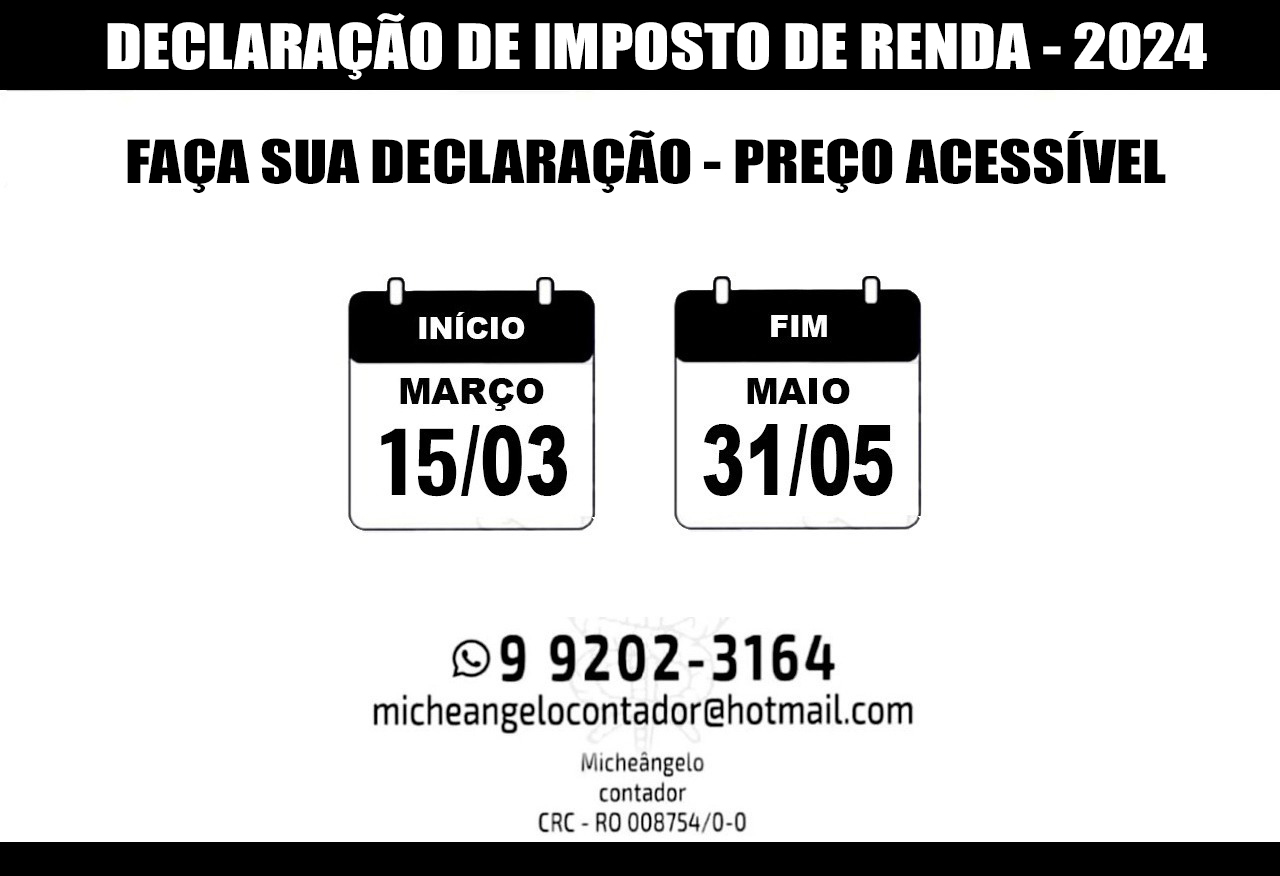 DECLARAÇÃO DE IMPOSTO DE RENDA - 2024
FAÇA SUA DECLARAÇÃO - PREÇO ACESSÍVEL
INÍCIO
MARÇO
15/03
FIM
MAIO
31/05
9 9202-3164
micheangelocontador@hotmail.com
Micheângelo
contador
CRC - RO 008754/0-0